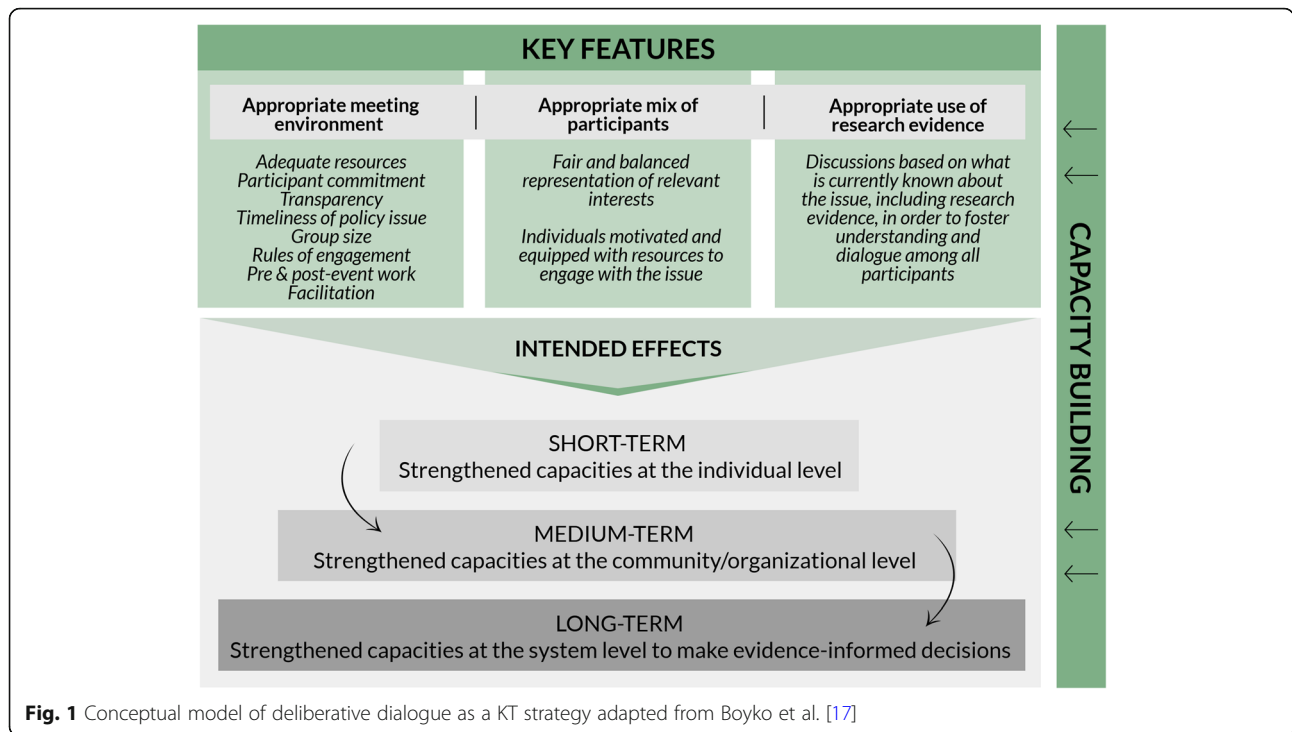 KEY FEATURES
Appropriate meeting
environment
Appropriate mix of
participants
Appropriate use of
research evidence
Adequate resources
Participant commitment
Transparency
Timeliness of policy issue
Group size
Rules of engagement
Pre & post-event work
Facilitation
Fair and balanced
representation of relevant
interests
Individuals motivated and
equipped with resources to
engage with the issue
Discussions based on what
is currently known about
the issue, including research
evidence, in order to foster
understanding and
dialogue among all
participants
INTENDED EFFECTS
SHORT-TERM
Strengthened capacities at the individual level
MEDIUM-TERM
Strengthened capacities at the community/organizational level
LONG-TERM
Strengthened capacities at the system level to make evidence-informed decisions
CAPACITY BUILDING
Fig. 1 Conceptual model of deliberative dialogue as a KT strategy adapted from Boyko et al. [17]